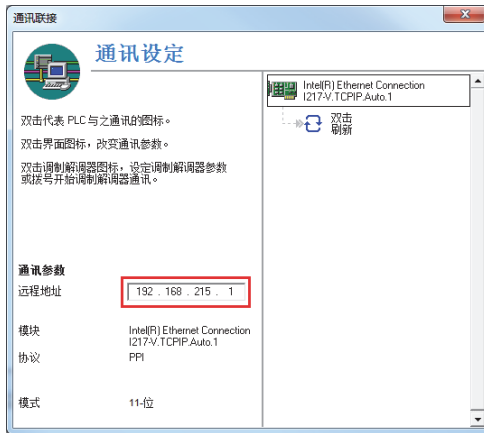 通讯联接
通讯设定
双击代表 PLC 与之通讯的图标。
双击界面图标，改变通讯参数。
双击调制解调器图标，设定调制解调器参数
或拨号开始调制解调器通讯。
通讯参数
远程地址
192 . 168 . 215 . 1
模块
Intel(R) Ethernet Connection
I217-V.TCPIP.Auto.1
协议
PPI
模式
11-位
Intel(R) Ethernet Connection
I217-V.TCPIP.Auto.1
双击
刷新